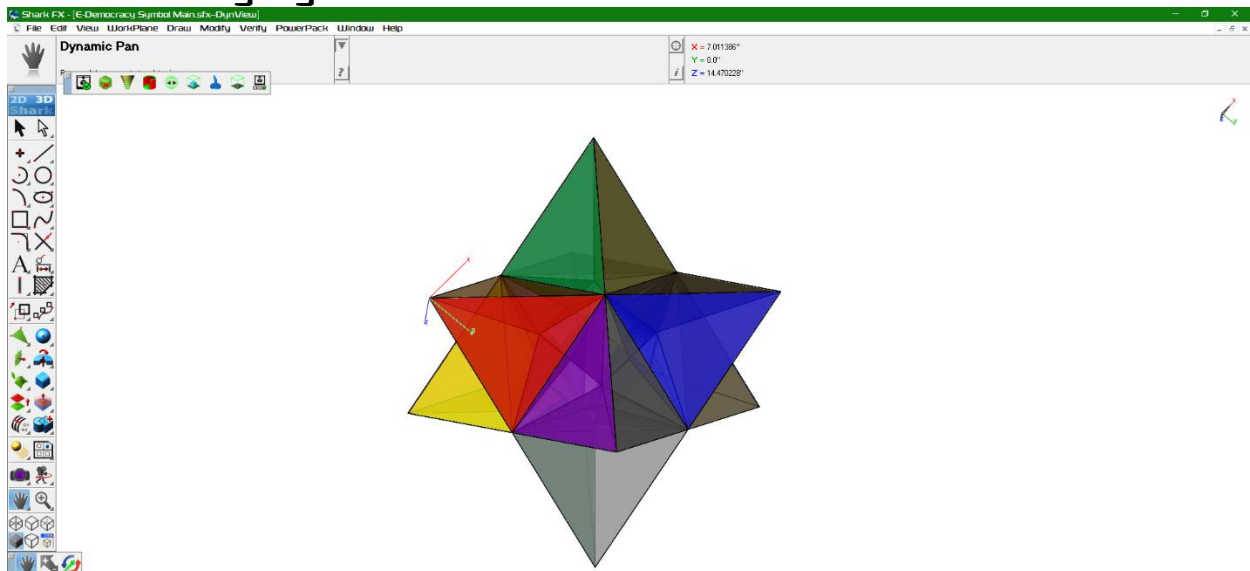 Shark FX - [E-Democracy Symbol Main.sfx-DynView]
File Edit View WorkPlane Draw Modify Verify PowerPack Window Help
Dynamic Pan
?
i
X = 7.011386"
Y = 0.0"
Z = 14.470228"
2D 3D
Shark
A
X
Z
X